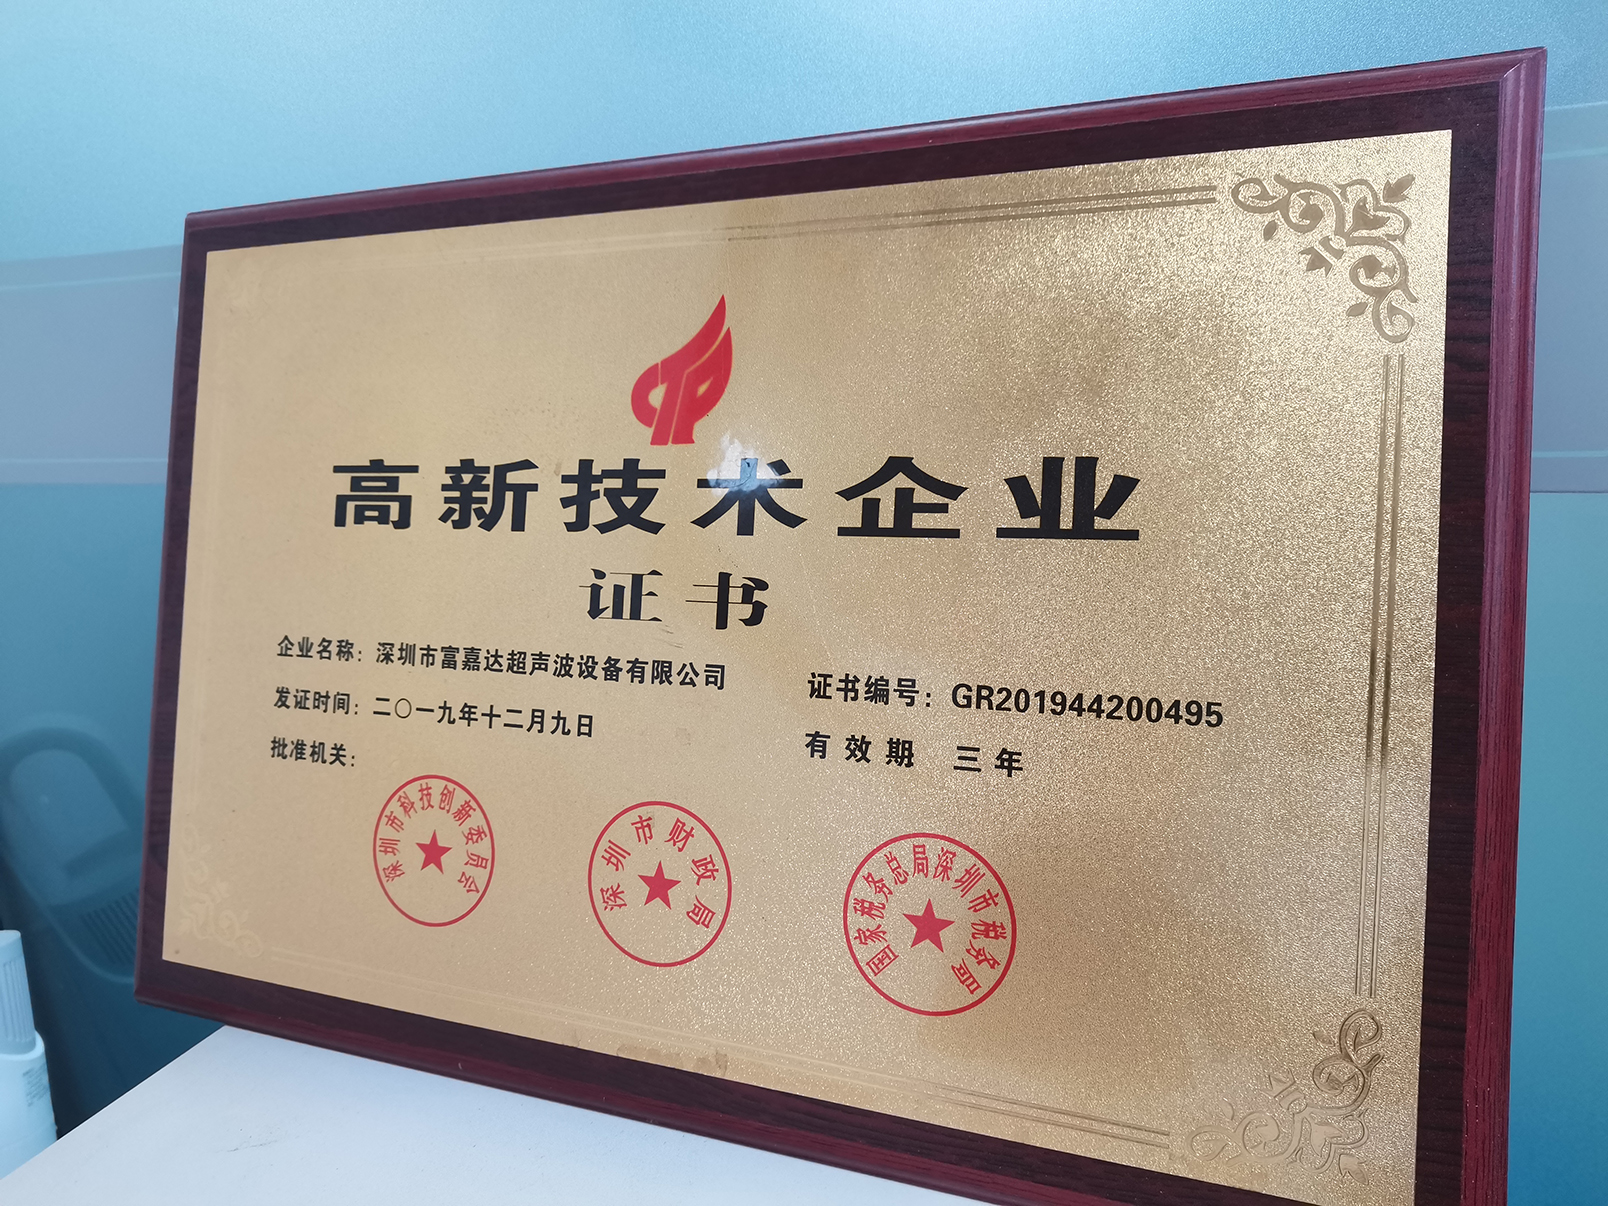 高新技术企业
证书
企业名称：深圳市富嘉达超声波设备有限公司
发证时间：二〇一九年十二月九日
批准机关：
证书编号：GR201944200495
有效期 三年
深圳市科技创新委员会
深圳市财政局
国家税务总局深圳市税务局